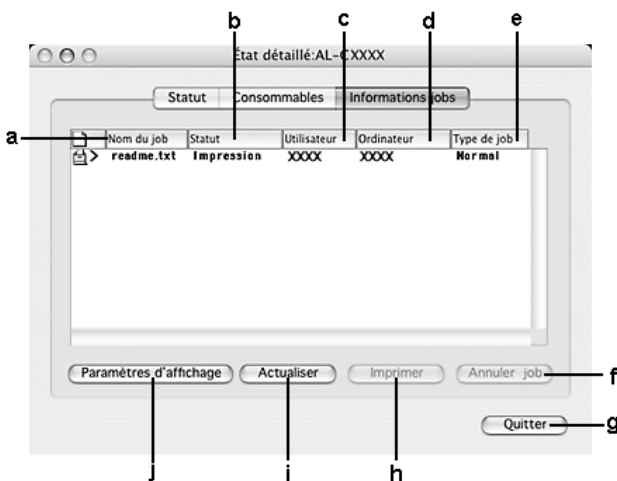 b c d e
État détaillé:AL-CXXXX
Statut Consommables Informations jobs
a
Nom du job Statut Utilisateur Ordinateur Type de job
readme.txt Impression XXXX XXXX Normal
Paramètres d'affichage Actualiser Imprimer Annuler job
f
Quitter
g
j i h